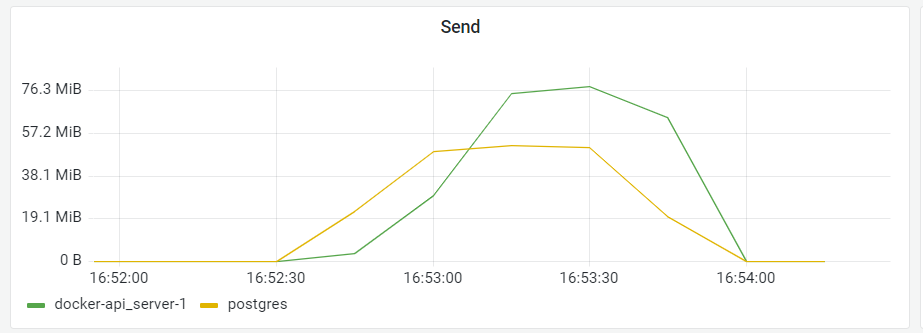 Send
76.3 MiB
57.2 MiB
38.1 MiB
19.1 MiB
0 B
16:52:00 16:52:30 16:53:00 16:53:30 16:54:00
docker-api_server-1 postgres